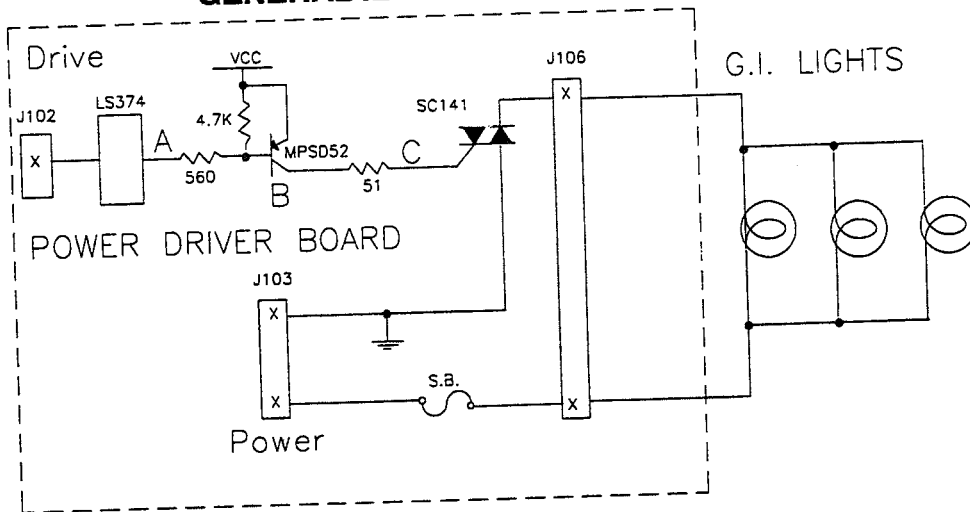 Drive
VCC
J106
G.I. LIGHTS
J102
LS374
SC141
4.7K
X
A
MPSD52
C
X
560
B
51
POWER DRIVER BOARD
J103
X
S.B.
X
X
Power